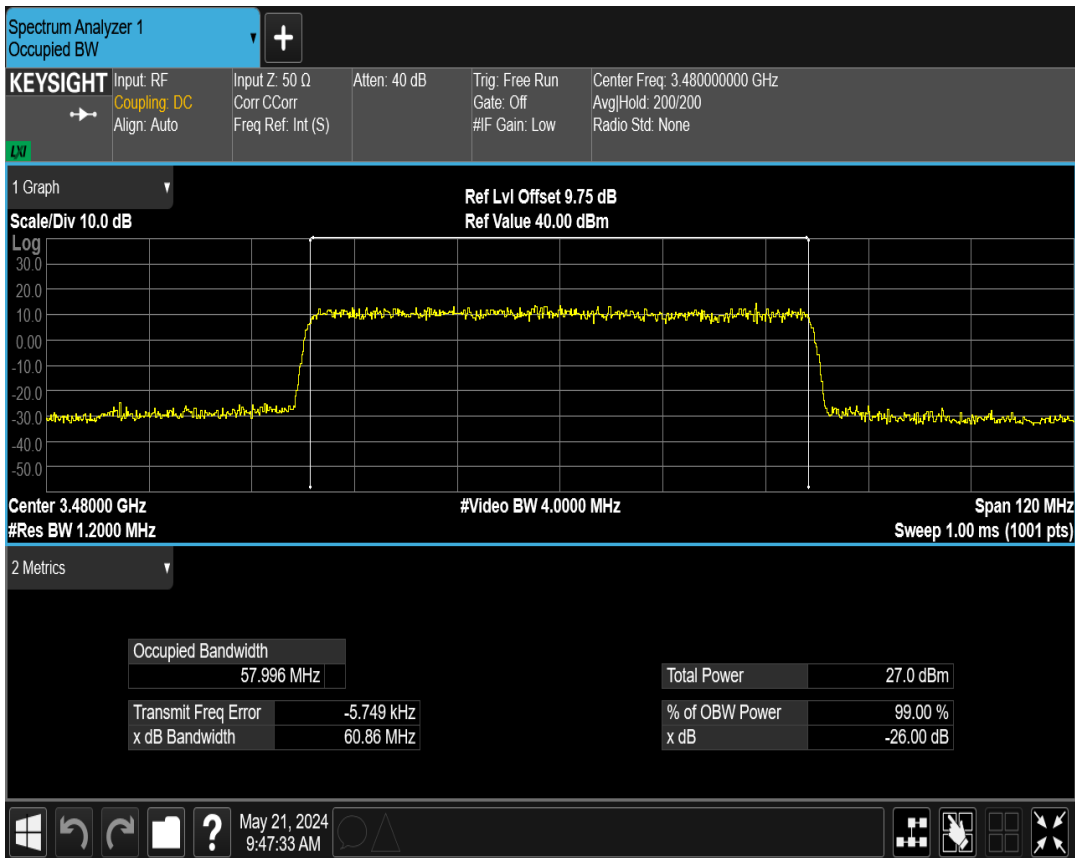 Spectrum Analyzer 1
Occupied BW
+
KEYSIGHT
LXI
Input: RF
Coupling: DC
Align: Auto
Input Z: 50 Ω
Corr CCorr
Freq Ref: Int (S)
Atten: 40 dB
Trig: Free Run
Gate: Off
#IF Gain: Low
Center Freq: 3.480000000 GHz
Avg|Hold: 200/200
Radio Std: None
1 Graph
Scale/Div 10.0 dB
Ref Lvl Offset 9.75 dB
Ref Value 40.00 dBm
Log
30.0
20.0
10.0
0.00
-10.0
-20.0
-30.0
-40.0
-50.0
Center 3.48000 GHz
#Video BW 4.0000 MHz
Span 120 MHz
#Res BW 1.2000 MHz
Sweep 1.00 ms (1001 pts)
2 Metrics
Occupied Bandwidth
57.996 MHz
Total Power 27.0 dBm
Transmit Freq Error -5.749 kHz
% of OBW Power 99.00 %
x dB Bandwidth 60.86 MHz
x dB -26.00 dB
?
May 21, 2024
9:47:33 AM